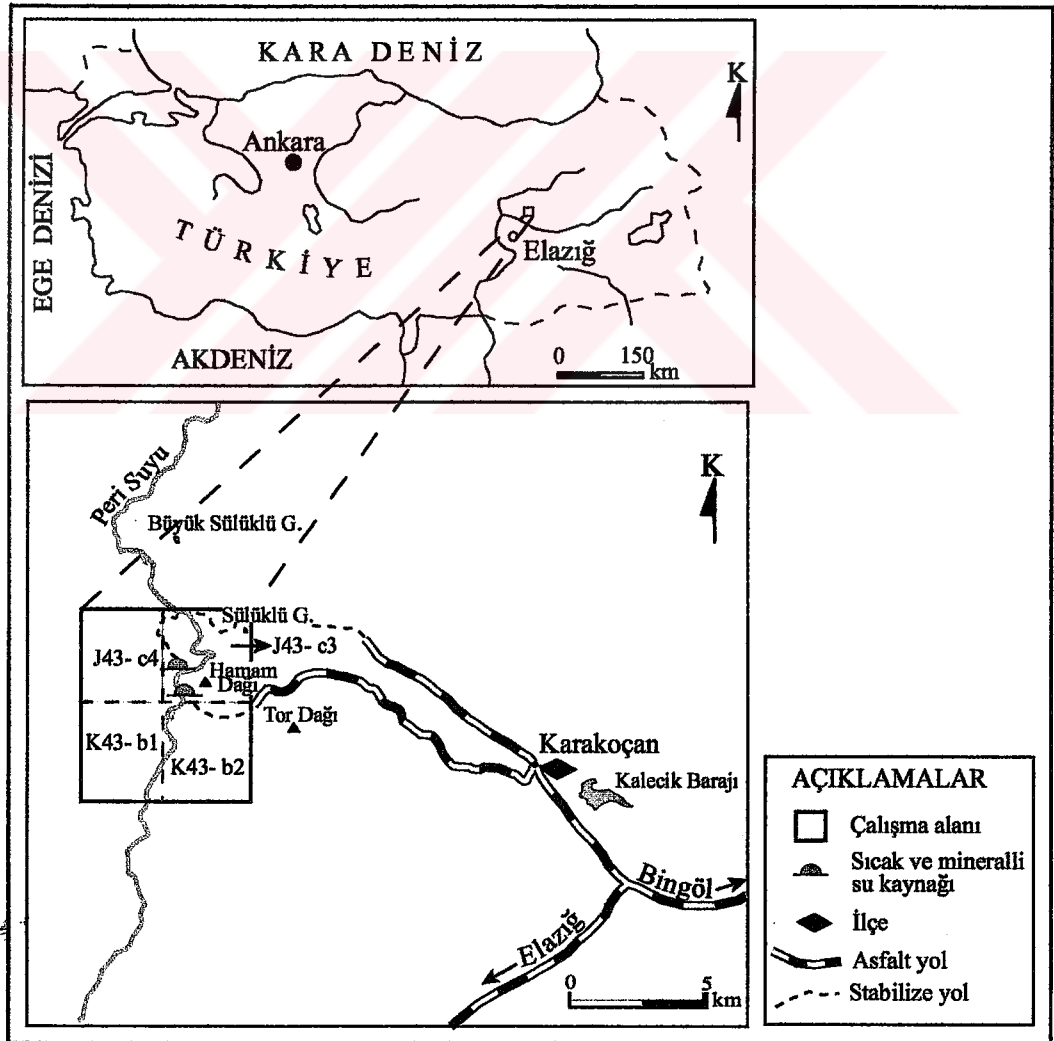 KARA DENİZ
K
Ankara
EGE DENİZİ
TÜRKİYE
Elazığ
AKDENİZ
0 150
km
Peri Suyu
K
Büyük Sülüklü G.
Sülüklü G.
J43- c4
J43- c3
Hamam
Dağı
Tor Dağı
K43- b1
K43- b2
Karakoçan
Kalecik Barajı
Bingöl
Elazığ
0 5
km
AÇIKLAMALAR
Çalışma alanı
Sıcak ve mineralli
su kaynağı
İlçe
Asfalt yol
Stabilize yol